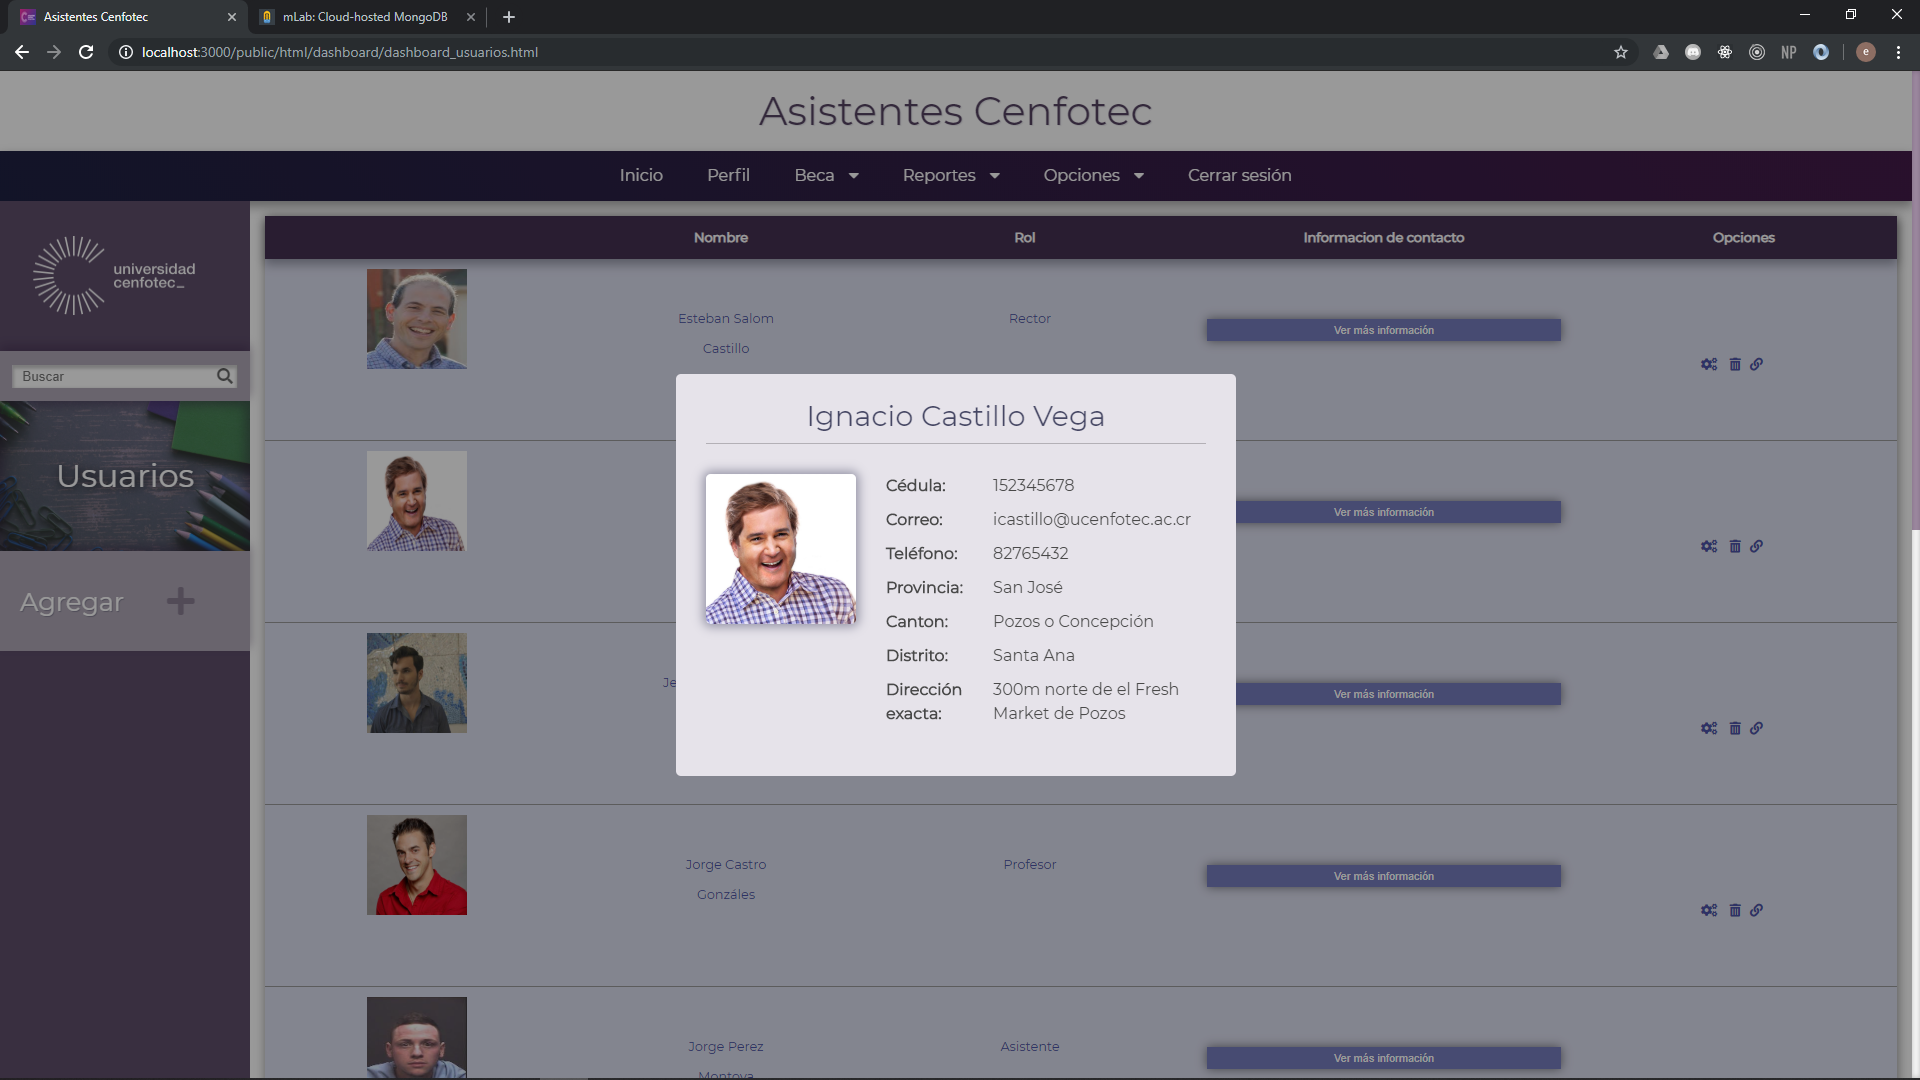 Asistentes Cenfotec
mLab: Cloud-hosted MongoDB
localhost:3000/public/html/dashboard/dashboard_usuarios.html
NP
e
Asistentes Cenfotec
Inicio Perfil Beca Reportes Opciones Cerrar sesión
universidad
cenfotec_
Buscar
Usuarios
Agregar
Nombre Rol Informacion de contacto Opciones
Esteban Salom
Castillo
Rector
Ver más información
Ver más información
Je
Ver más información
Jorge Castro
Gonzáles
Profesor
Ver más información
Jorge Perez
Montoya
Asistente
Ver más información
Ignacio Castillo Vega
Cédula: 152345678
Correo: icastillo@ucenfotec.ac.cr
Teléfono: 82765432
Provincia: San José
Canton: Pozos o Concepción
Distrito: Santa Ana
Dirección exacta: 300m norte de el Fresh
Market de Pozos